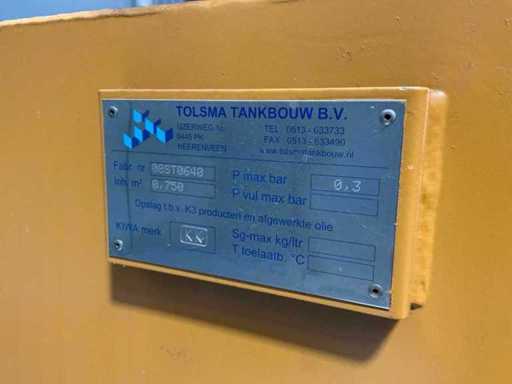 TOLSMA TANKBOUW B.V.
IJZERWEG
8445 PK
HEERENVEEN
TEL 0513 - 633733
FAX 0513 - 633490
www.tolsmatankbouw.nl
Fabr. nr 08ST0640
Inh. m³ 0,750
P max bar 0,3
P vul max bar
Opslag t.b.v. K3 producten en afgewerkte olie
KIWA merk
Sg-max kg/ltr
T toelaatb. °C